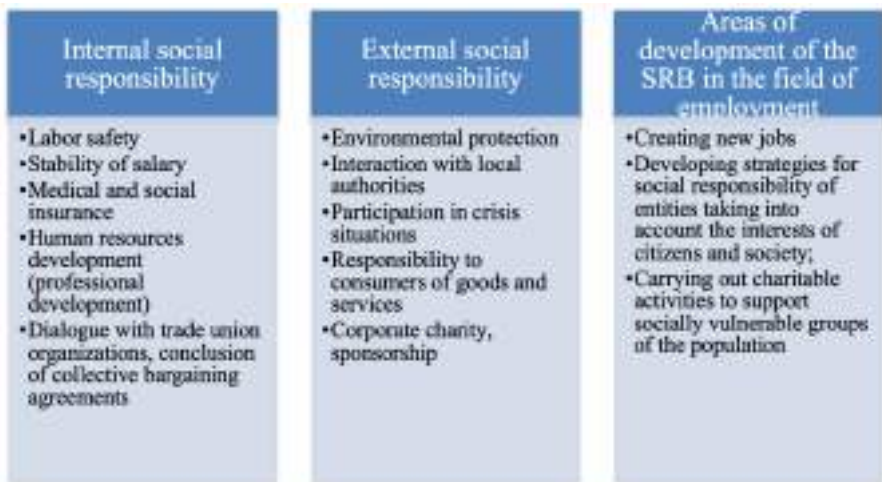 Internal social
responsibility
•Labor safety
•Stability of salary
•Medical and social
insurance
•Human resources
development
(professional
development)
•Dialogue with trade union
organizations, conclusion
of collective bargaining
agreements
External social
responsibility
•Environmental protection
•Interaction with local
authorities
•Participation in crisis
situations
•Responsibility to
consumers of goods and
services
•Corporate charity,
sponsorship
Areas of
development of the
SRB in the field of
employment
•Creating new jobs
•Developing strategies for
social responsibility of
entities taking into
account the interests of
citizens and society;
•Carrying out charitable
activities to support
socially vulnerable groups
of the population